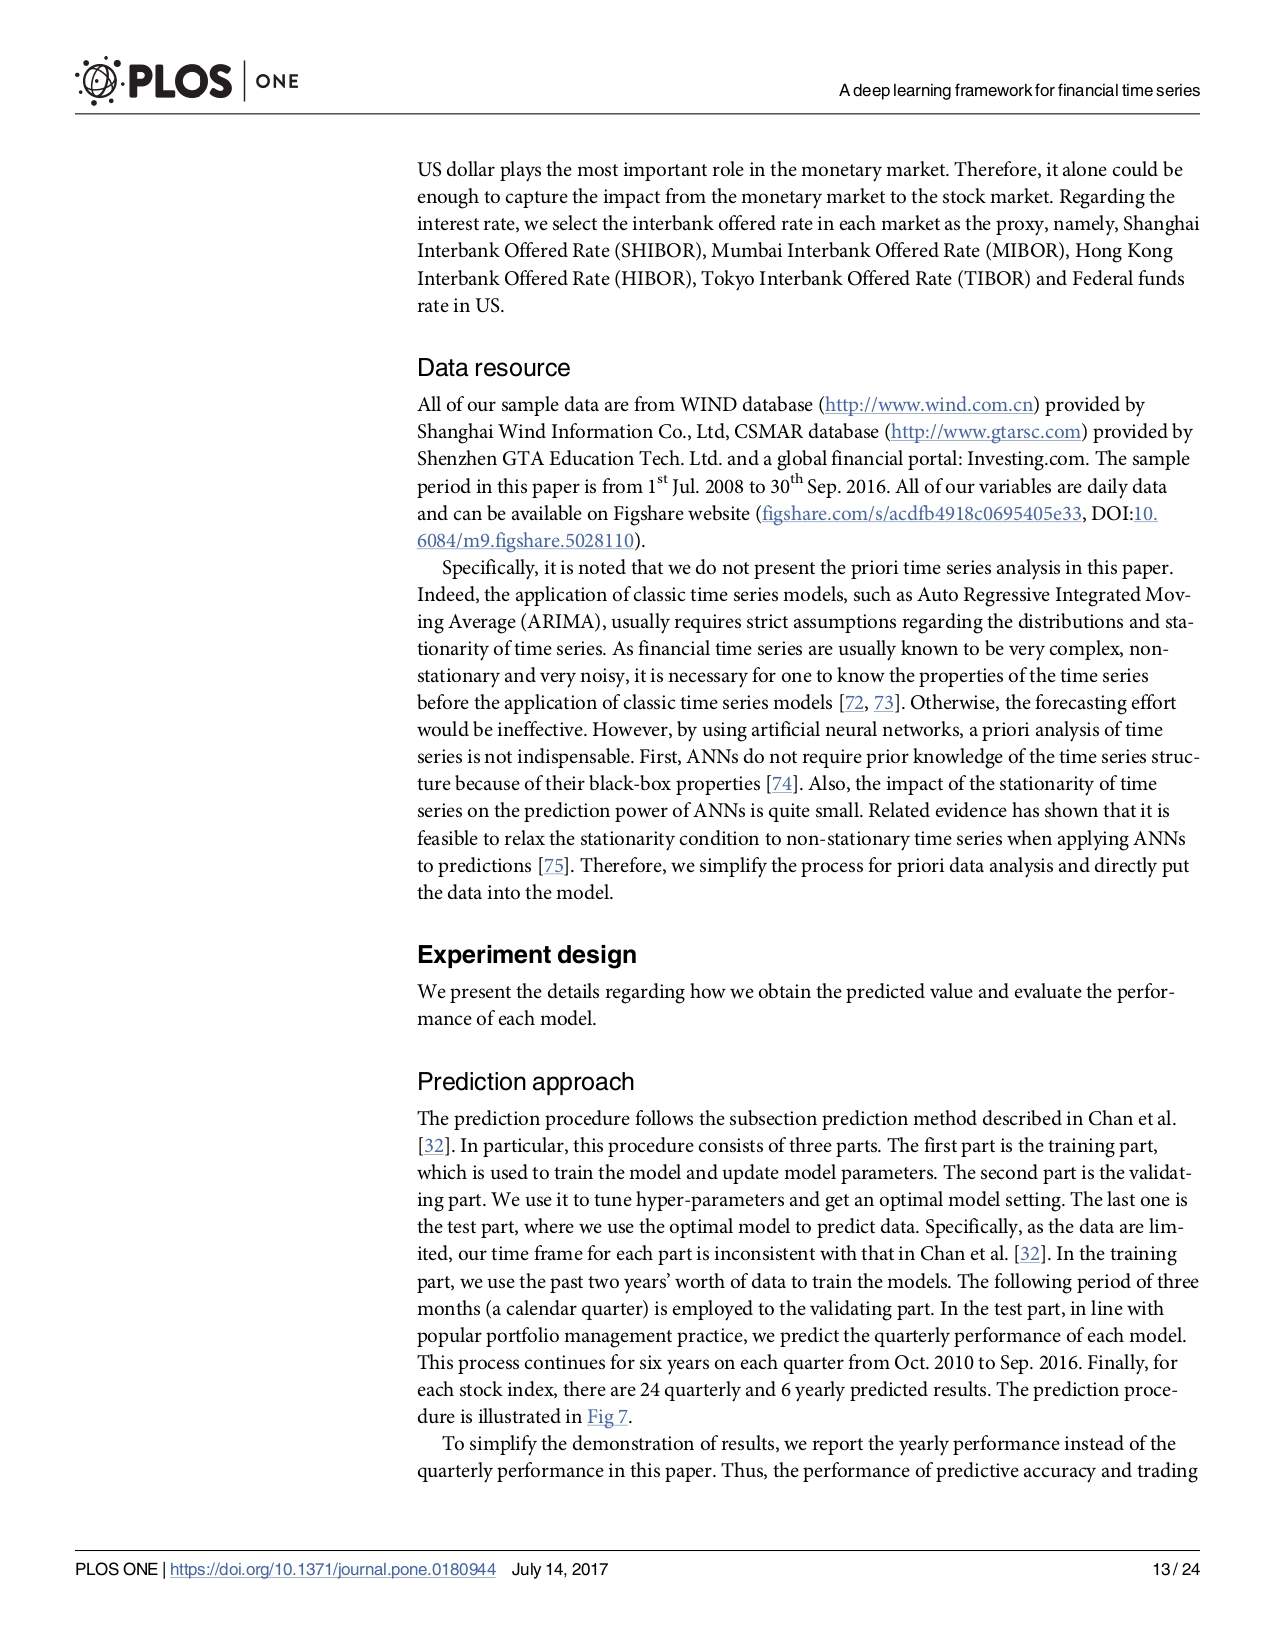 PLOS | ONE
A deep learning framework for financial time series
US dollar plays the most important role in the monetary market. Therefore, it alone could be
enough to capture the impact from the monetary market to the stock market. Regarding the
interest rate, we select the interbank offered rate in each market as the proxy, namely, Shanghai
Interbank Offered Rate (SHIBOR), Mumbai Interbank Offered Rate (MIBOR), Hong Kong
Interbank Offered Rate (HIBOR), Tokyo Interbank Offered Rate (TIBOR) and Federal funds
rate in US.
Data resource
All of our sample data are from WIND database (http://www.wind.com.cn) provided by
Shanghai Wind Information Co., Ltd, CSMAR database (http://www.gtarsc.com) provided by
Shenzhen GTA Education Tech. Ltd. and a global financial portal: Investing.com. The sample
period in this paper is from 1st Jul. 2008 to 30th Sep. 2016. All of our variables are daily data
and can be available on Figshare website (figshare.com/s/acdfb4918c0695405e33, DOI:10.
6084/m9.figshare.5028110).
Specifically, it is noted that we do not present the priori time series analysis in this paper.
Indeed, the application of classic time series models, such as Auto Regressive Integrated Mov-
ing Average (ARIMA), usually requires strict assumptions regarding the distributions and sta-
tionarity of time series. As financial time series are usually known to be very complex, non-
stationary and very noisy, it is necessary for one to know the properties of the time series
before the application of classic time series models [72, 73]. Otherwise, the forecasting effort
would be ineffective. However, by using artificial neural networks, a priori analysis of time
series is not indispensable. First, ANNs do not require prior knowledge of the time series struc-
ture because of their black-box properties [74]. Also, the impact of the stationarity of time
series on the prediction power of ANNs is quite small. Related evidence has shown that it is
feasible to relax the stationarity condition to non-stationary time series when applying ANNs
to predictions [75]. Therefore, we simplify the process for priori data analysis and directly put
the data into the model.
Experiment design
We present the details regarding how we obtain the predicted value and evaluate the perfor-
mance of each model.
Prediction approach
The prediction procedure follows the subsection prediction method described in Chan et al.
[32]. In particular, this procedure consists of three parts. The first part is the training part,
which is used to train the model and update model parameters. The second part is the validat-
ing part. We use it to tune hyper-parameters and get an optimal model setting. The last one is
the test part, where we use the optimal model to predict data. Specifically, as the data are lim-
ited, our time frame for each part is inconsistent with that in Chan et al. [32]. In the training
part, we use the past two years’ worth of data to train the models. The following period of three
months (a calendar quarter) is employed to the validating part. In the test part, in line with
popular portfolio management practice, we predict the quarterly performance of each model.
This process continues for six years on each quarter from Oct. 2010 to Sep. 2016. Finally, for
each stock index, there are 24 quarterly and 6 yearly predicted results. The prediction proce-
dure is illustrated in Fig 7.
To simplify the demonstration of results, we report the yearly performance instead of the
quarterly performance in this paper. Thus, the performance of predictive accuracy and trading
PLOS ONE | https://doi.org/10.1371/journal.pone.0180944 July 14, 2017
13 / 24